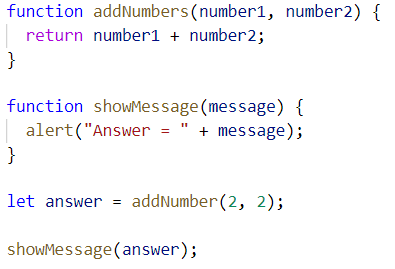 function addNumbers(number1, number2) {
  return number1 + number2;
}

function showMessage(message) {
  alert("Answer = " + message);
}

let answer = addNumber(2, 2);

showMessage(answer);